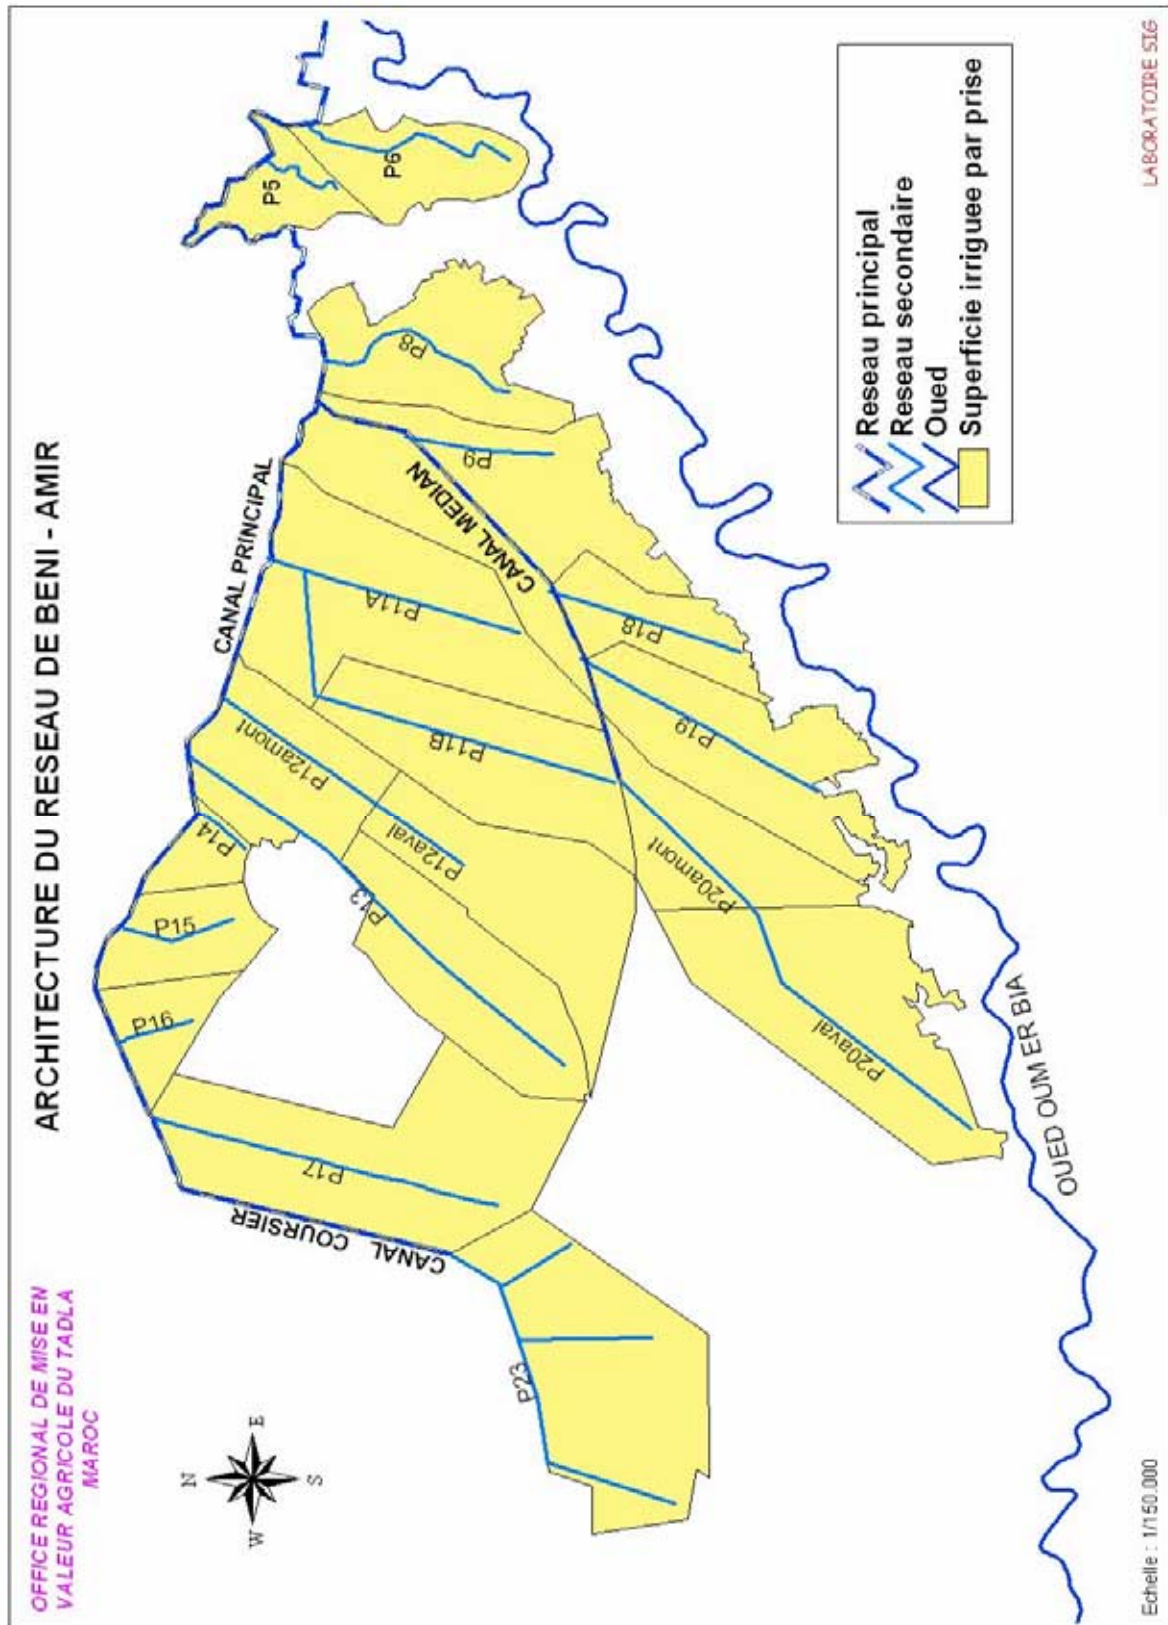 OFFICE REGIONAL DE MISE EN
VALEUR AGRICOLE DU TADLA
MAROC
ARCHITECTURE DU RESEAU DE BENI - AMIR
N
W
E
S
CANAL PRINCIPAL
CANAL MEDIAN
CANAL COURSIER
P5
P6
P8
P9
P11A
P11B
P12amont
P12aval
P13
P14
P15
P16
P17
P18
P19
P20amont
P20aval
P23
OUED OUM ER BIA
Reseau principal
Reseau secondaire
Oued
Superficie irriguee par prise
Echelle : 1/150.000
LABORATOIRE SIG